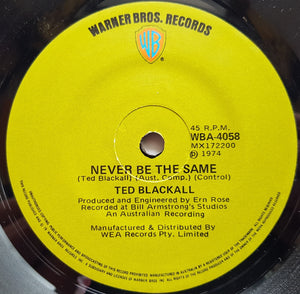 WARNER BROS. RECORDS
WB
45 R.P.M.
WBA-4058
MX172200
℗ 1974
NEVER BE THE SAME
(Ted Blackall) (Aust. Comp.) (Control)
TED BLACKALL
Produced and Engineered by Ern Rose
Recorded at Bill Armstrong's Studios
An Australian Recording
Manufactured & Distributed By
WEA Records Pty. Limited